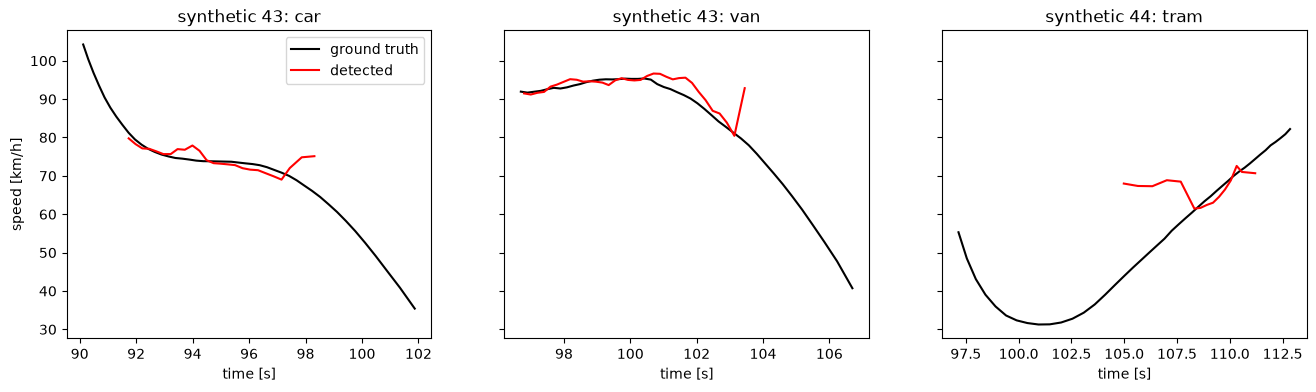 synthetic 43: car
synthetic 43: van
synthetic 44: tram
ground truth
detected
speed [km/h]
100
90
80
70
60
50
40
30
90 92 94 96 98 100 102
98 100 102 104 106
97.5 100.0 102.5 105.0 107.5 110.0 112.5
time [s]
time [s]
time [s]